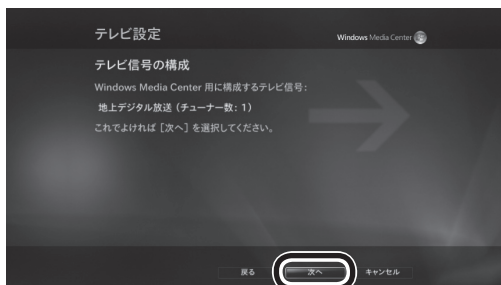 テレビ設定
Windows Media Center
テレビ信号の構成
Windows Media Center 用に構成するテレビ信号:
地上デジタル放送 (チューナー数: 1)
これでよければ [次へ] を選択してください。
戻る 次へ キャンセル